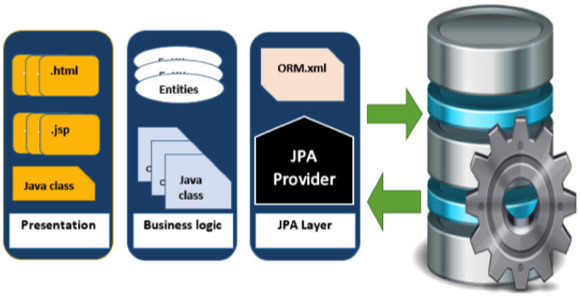 .html
.jsp
Java class
Presentation
Entities
Java
class
Business logic
ORM.xml
JPA
Provider
JPA Layer